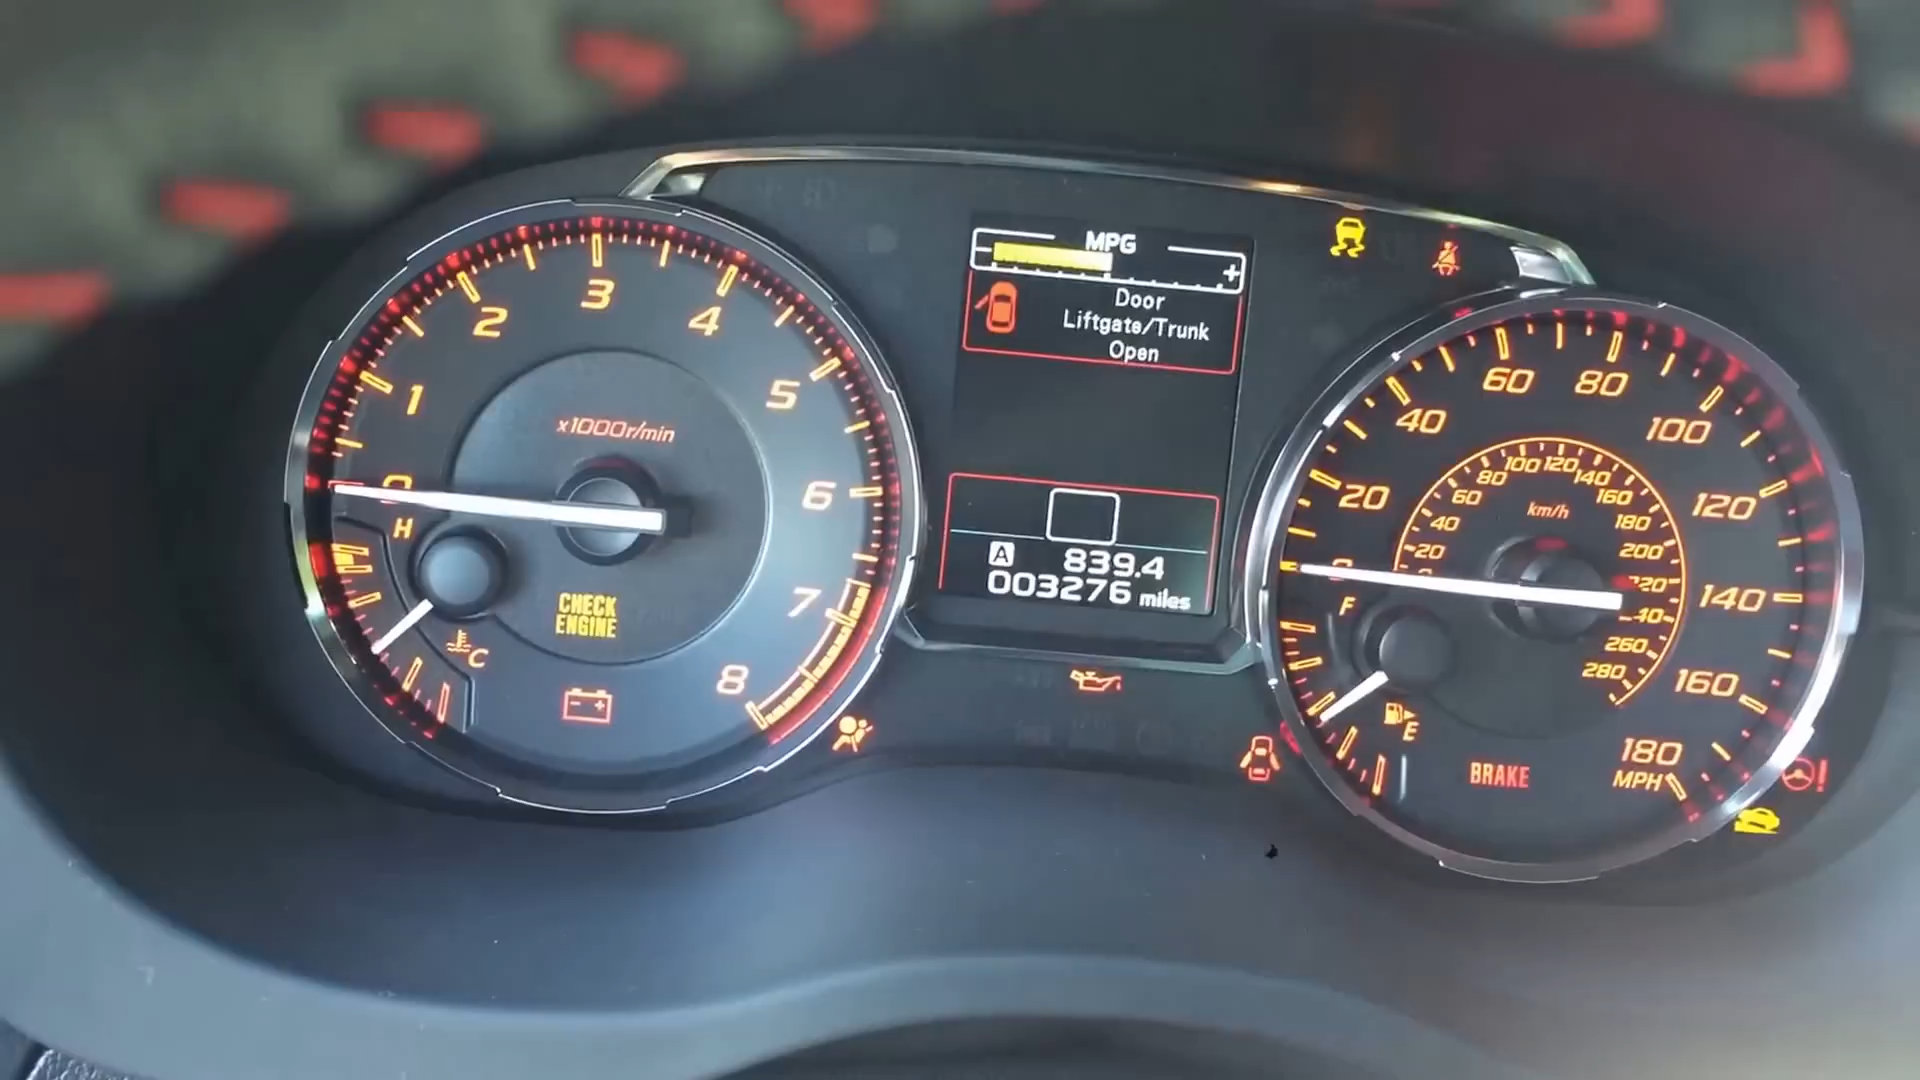 MPG
- +
Door
Liftgate/Trunk
Open
A 839.4
003276 miles
0 1 2 3 4 5 6 7 8
x1000r/min
H
C
CHECK
ENGINE
- +
0 20 40 60 80 100 120 140 160 180
MPH
20 40 60 80 100 120 140 160 180 200 260 280
km/h
F
E
BRAKE
!